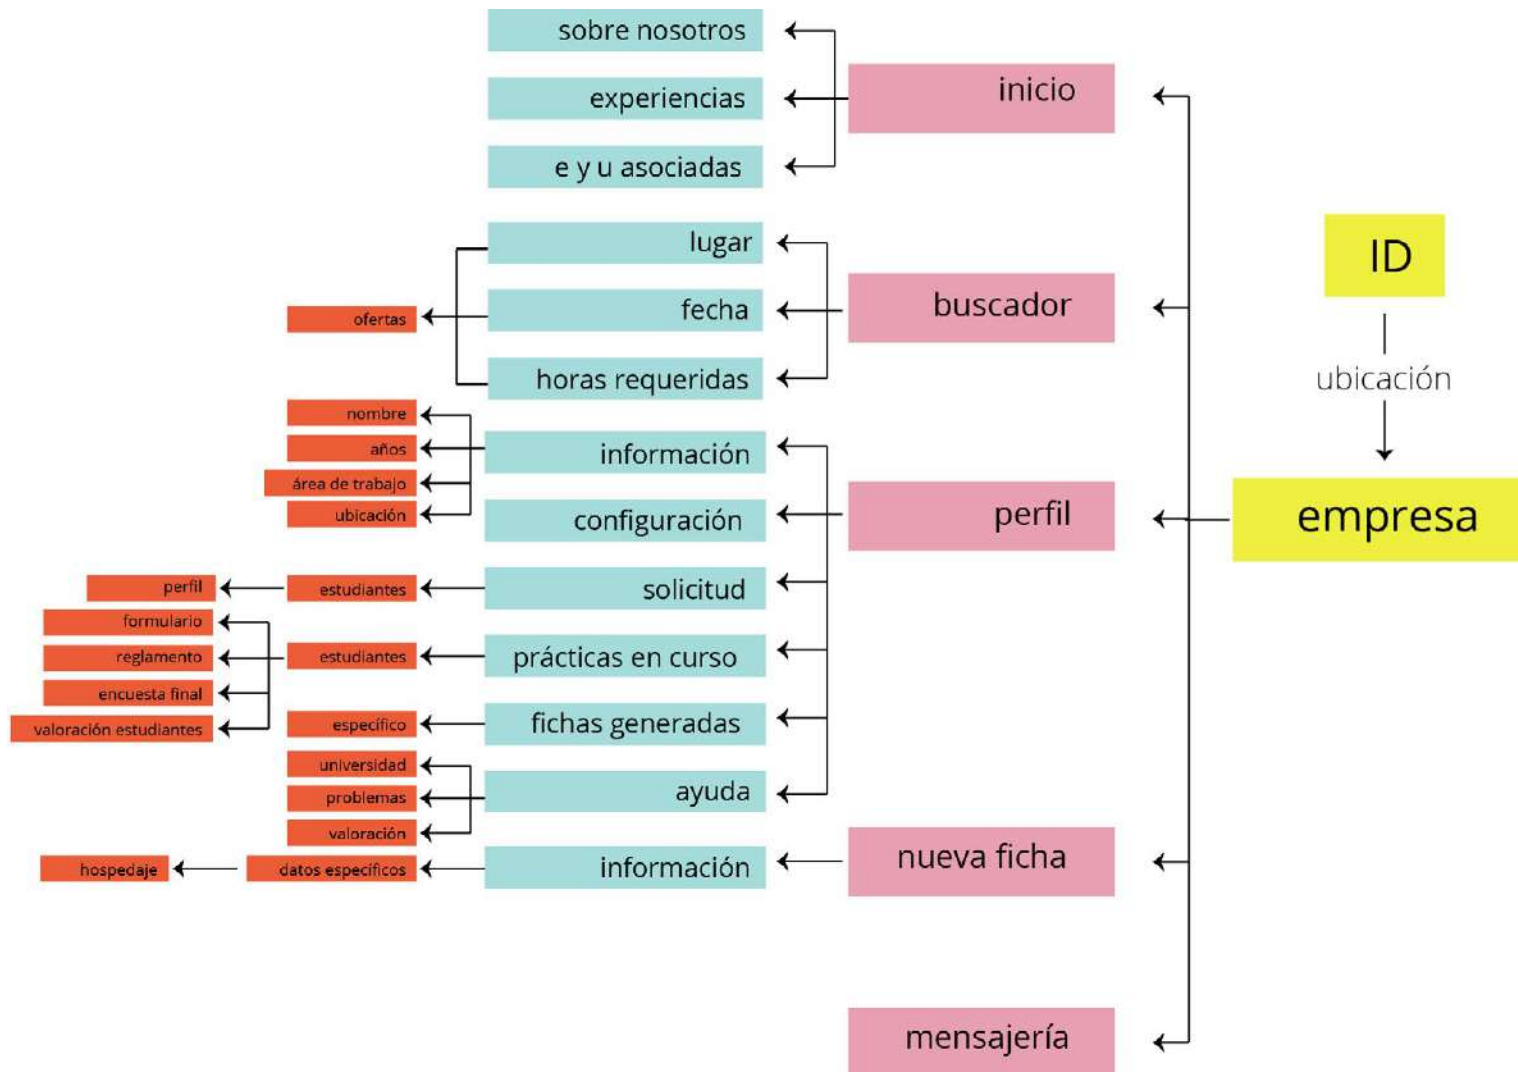 sobre nosotros
inicio
experiencias
e y u asociadas
ID
lugar
buscador
fecha
ofertas
ubicación
horas requeridas
nombre
información
años
área de trabajo
perfil
empresa
ubicación
configuración
perfil
estudiantes
solicitud
formulario
reglamento
estudiantes
prácticas en curso
encuesta final
valoración estudiantes
específico
fichas generadas
universidad
problemas
ayuda
valoración
nueva ficha
hospedaje
datos específicos
información
mensajería